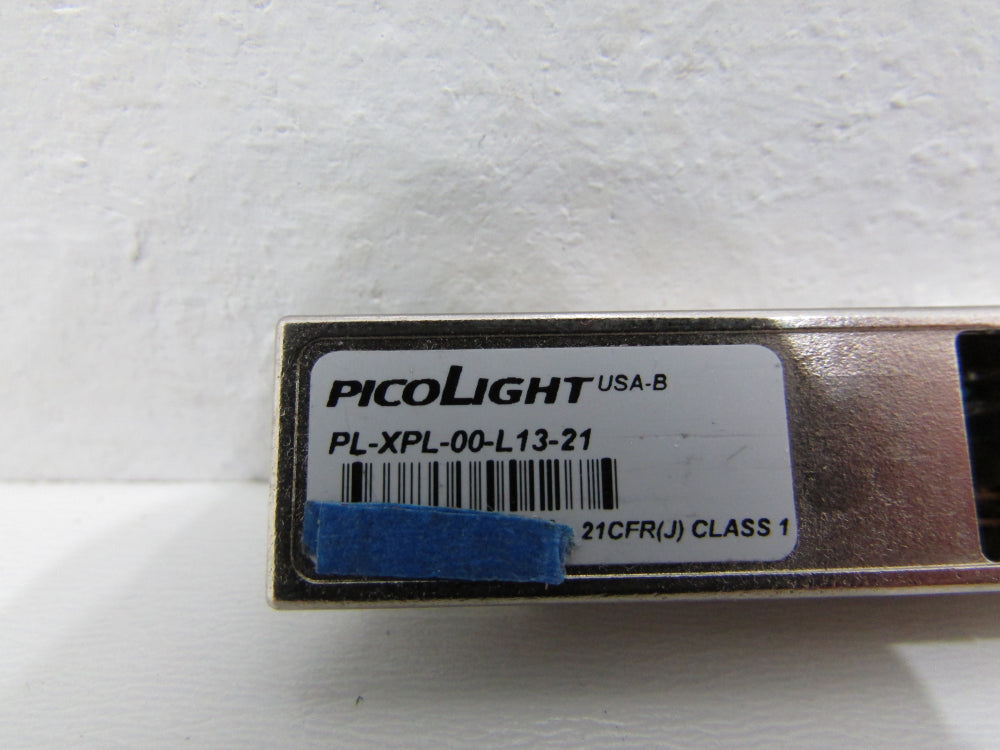 PICOLIGHT USA-B
PL-XPL-00-L13-21
21CFR(J) CLASS 1